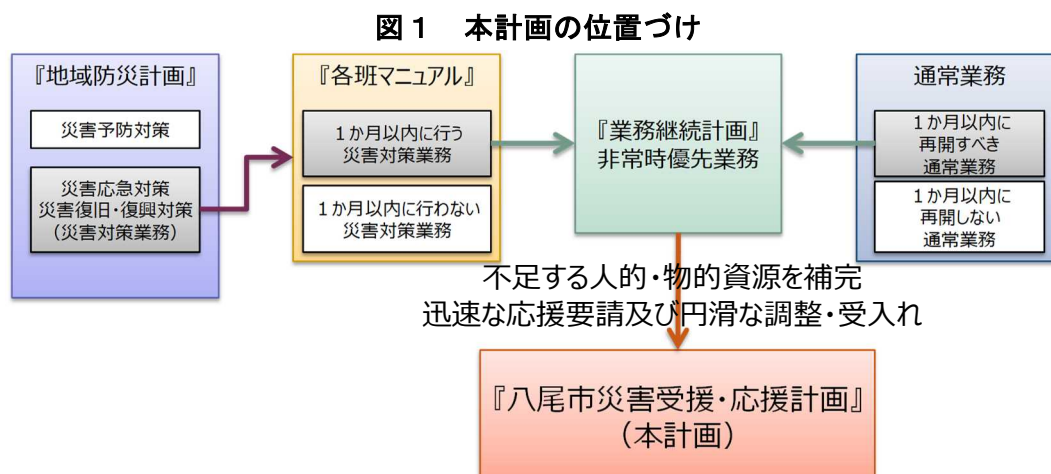 図1 本計画の位置づけ
『地域防災計画』
災害予防対策
災害応急対策
災害復旧・復興対策
(災害対策業務)
『各班マニュアル』
1か月以内に行う
災害対策業務
1か月以内に行わない
災害対策業務
『業務継続計画』
非常時優先業務
通常業務
1か月以内に
再開すべき
通常業務
1か月以内に
再開しない
通常業務
不足する人的・物的資源を補完
迅速な応援要請及び円滑な調整・受入れ
『八尾市災害受援・応援計画』
(本計画)